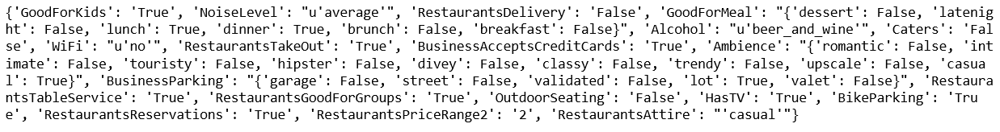 {'GoodForKids': 'True', 'NoiseLevel': "u'average'", 'RestaurantsDelivery': 'False', 'GoodForMeal': "{'dessert': False, 'latenig
ht': False, 'lunch': True, 'dinner': True, 'brunch': False, 'breakfast': False}", 'Alcohol': "u'beer_and_wine'", 'Caters': 'Fal
se', 'WiFi': "u'no'", 'RestaurantsTakeOut': 'True', 'BusinessAcceptsCreditCards': 'True', 'Ambience': "{'romantic': False, 'int
imate': False, 'touristy': False, 'hipster': False, 'divey': False, 'classy': False, 'trendy': False, 'upscale': False, 'casua
l': True}", 'BusinessParking': "{'garage': False, 'street': False, 'validated': False, 'lot': True, 'valet': False}", 'Restaura
ntsTableService': 'True', 'RestaurantsGoodForGroups': 'True', 'OutdoorSeating': 'False', 'HasTV': 'True', 'BikeParking': 'Tru
e', 'RestaurantsReservations': 'True', 'RestaurantsPriceRange2': '2', 'RestaurantsAttire': "'casual'"}